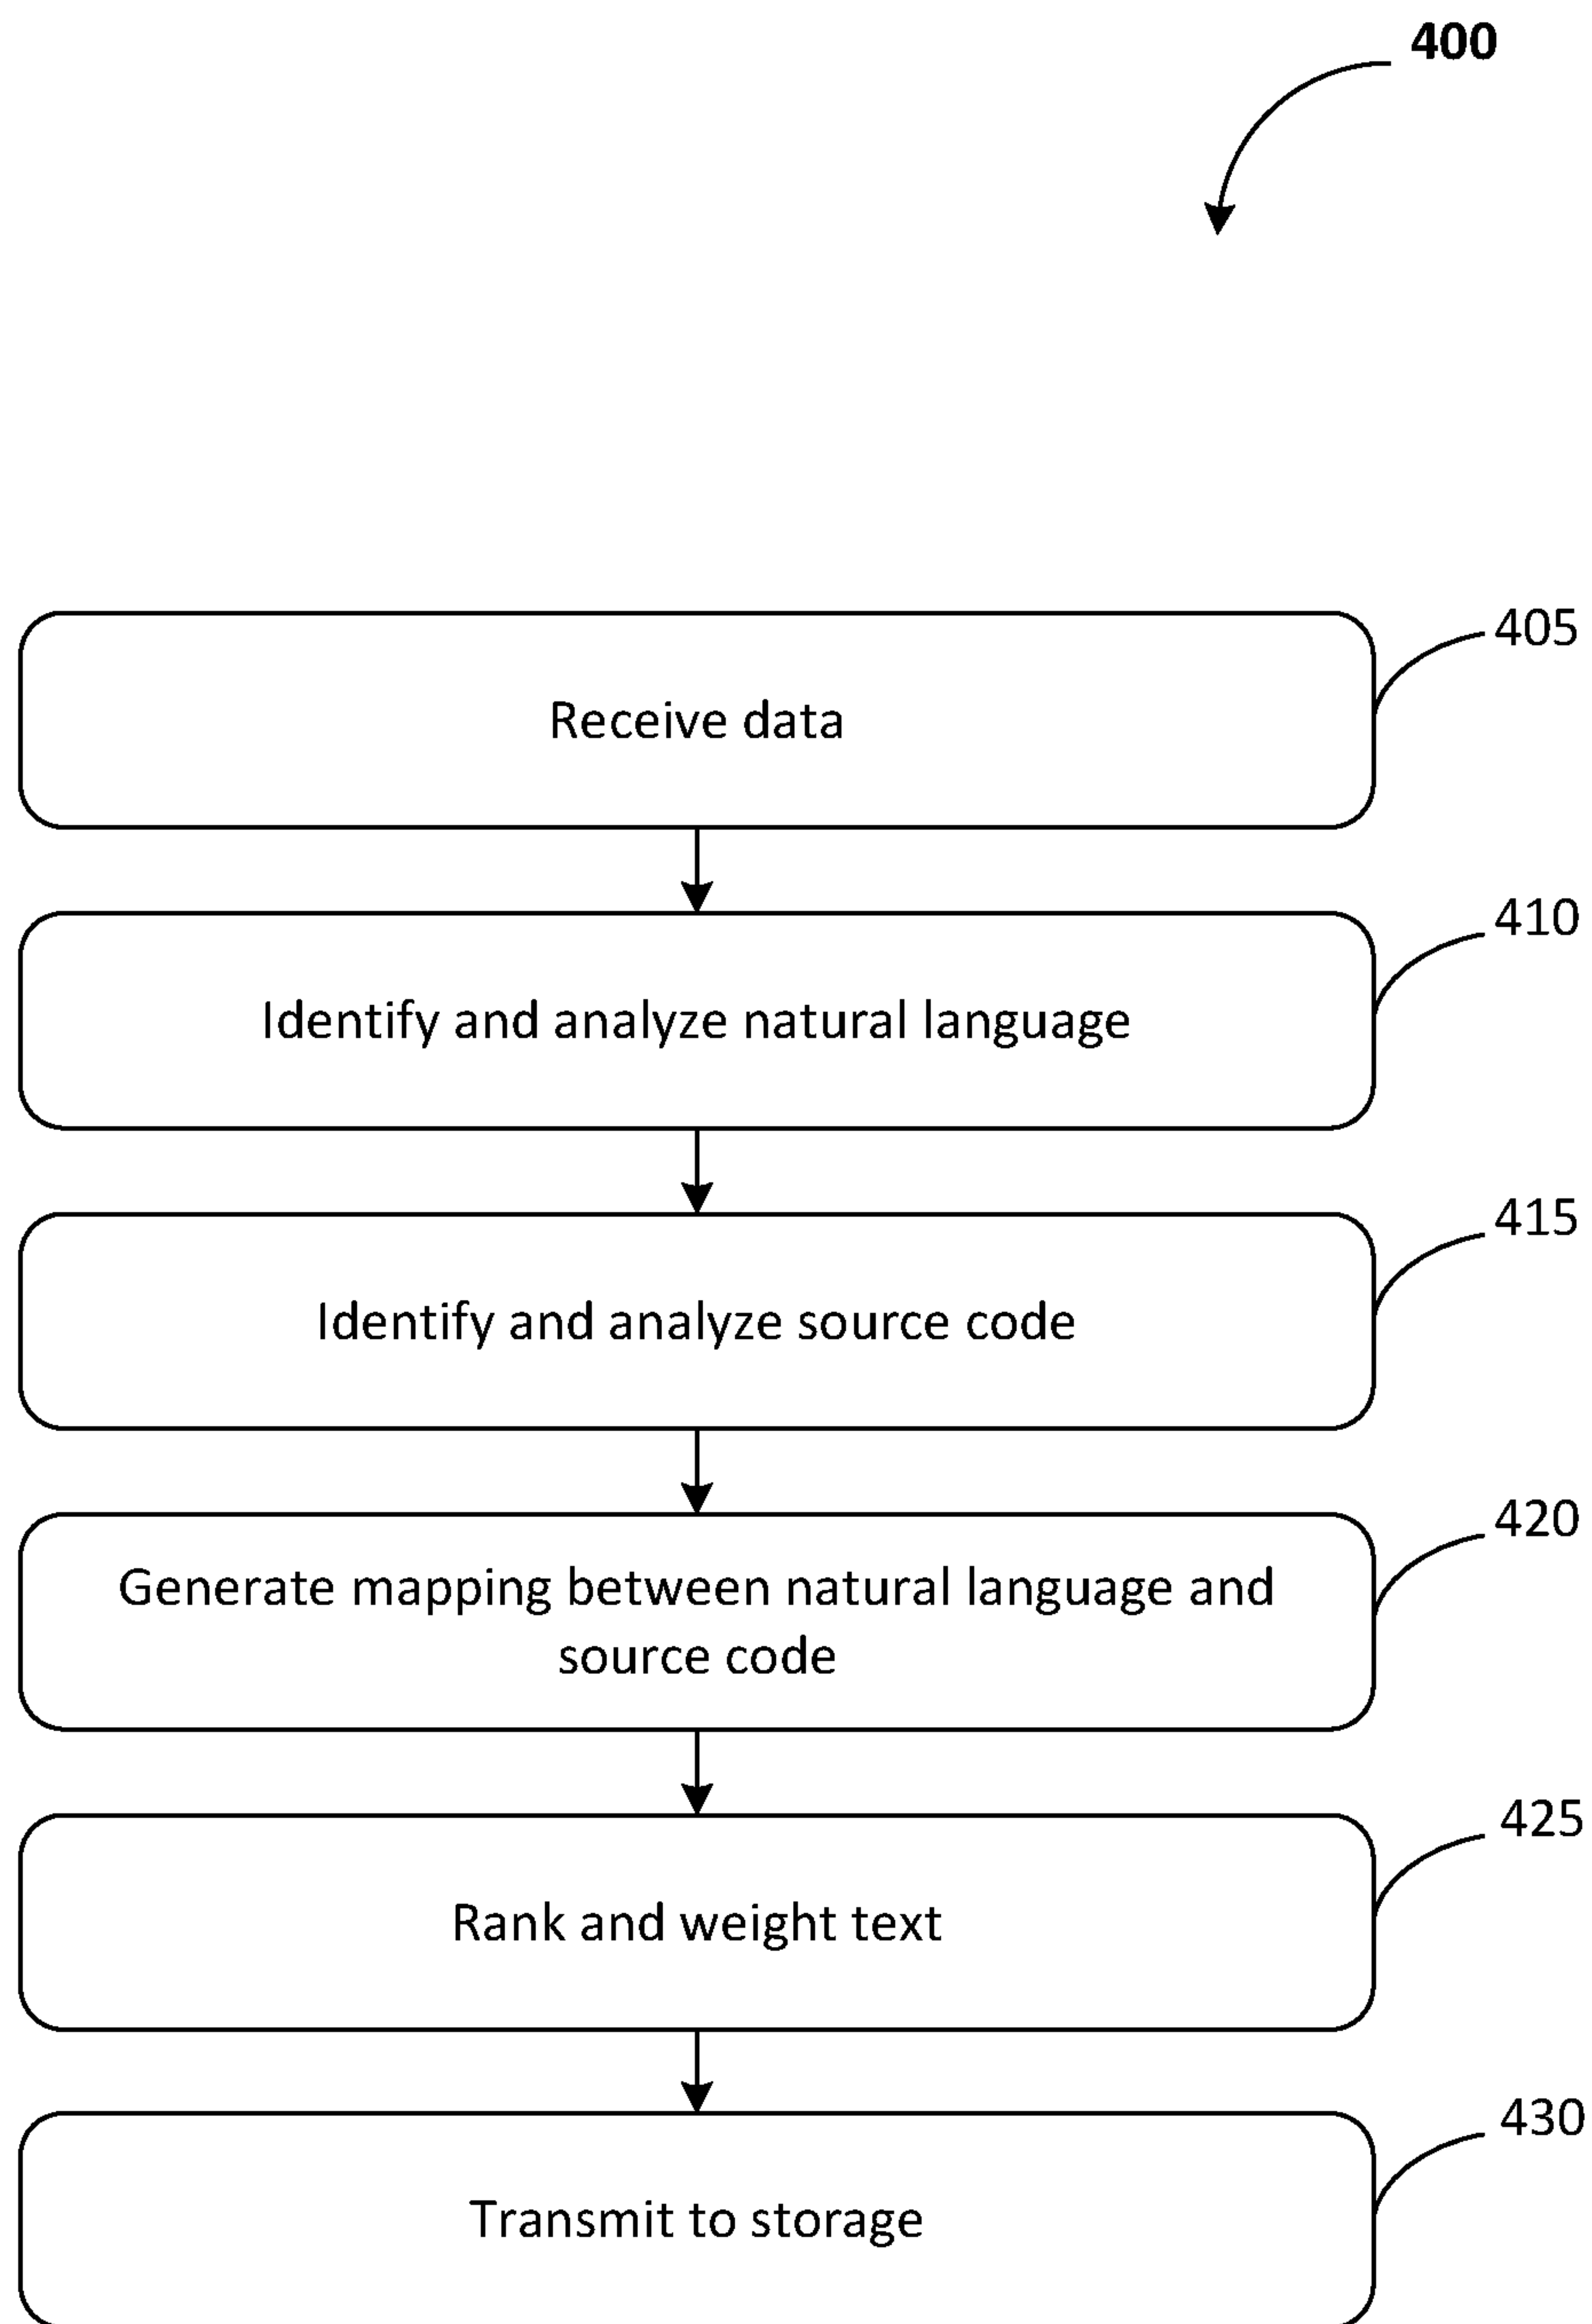 400
405
Receive data
410
Identify and analyze natural language
415
Identify and analyze source code
420
Generate mapping between natural language and
source code
425
Rank and weight text
430
Transmit to storage